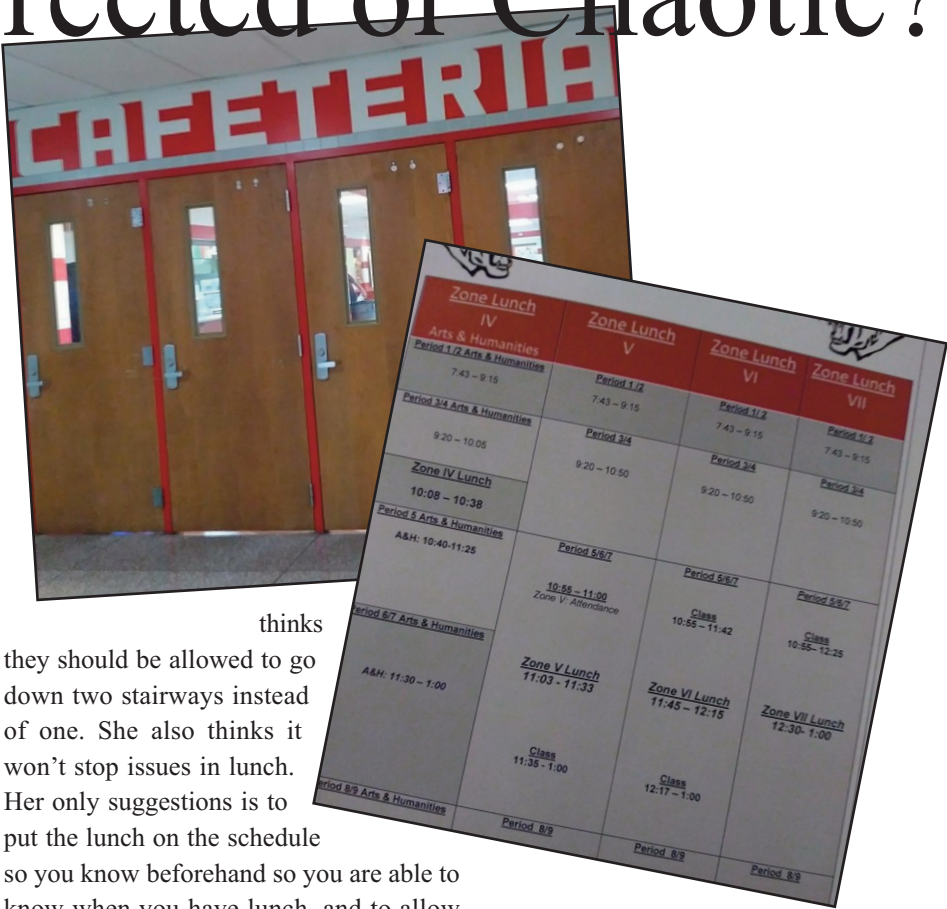 rected or Chaotic?
CAFETERIA
Zone Lunch
IV
Arts & Humanities
Period 1 /2 Arts & Humanities
7:43 – 9:15
Period 3/4 Arts & Humanities
9:20 – 10:05
Zone IV Lunch
10:08 – 10:38
Period 5 Arts & Humanities
A&H: 10:40-11:25
Period 6/7 Arts & Humanities
A&H: 11:30 – 1:00
eriod 8/9 Arts & Humanities
Zone Lunch
V
Period 1 /2
7:43 – 9:15
Period 3/4
9:20 – 10:50
Period 5/6/7
10:55 – 11:00
Zone V: Attendance
Zone V Lunch
11:03 - 11:33
Class
11:35 - 1:00
Period 8/9
Zone Lunch
VI
Period 1/ 2
7:43 – 9:15
Period 3/4
9:20 – 10:50
Period 5/6/7
Class
10:55 – 11:42
Zone VI Lunch
11:45 – 12:15
Class
12:17 – 1:00
Period 8/9
Zone Lunch
VII
Period 1/ 2
7:43 – 9:15
Period 3/4
9:20 – 10:50
Period 5/6/7
Class
10:55– 12:25
Zone VII Lunch
12:30- 1:00
Period 8/9
thinks
they should be allowed to go
down two stairways instead
of one. She also thinks it
won’t stop issues in lunch.
Her only suggestions is to
put the lunch on the schedule
so you know beforehand so you are able to
know when you have lunch, and to allow